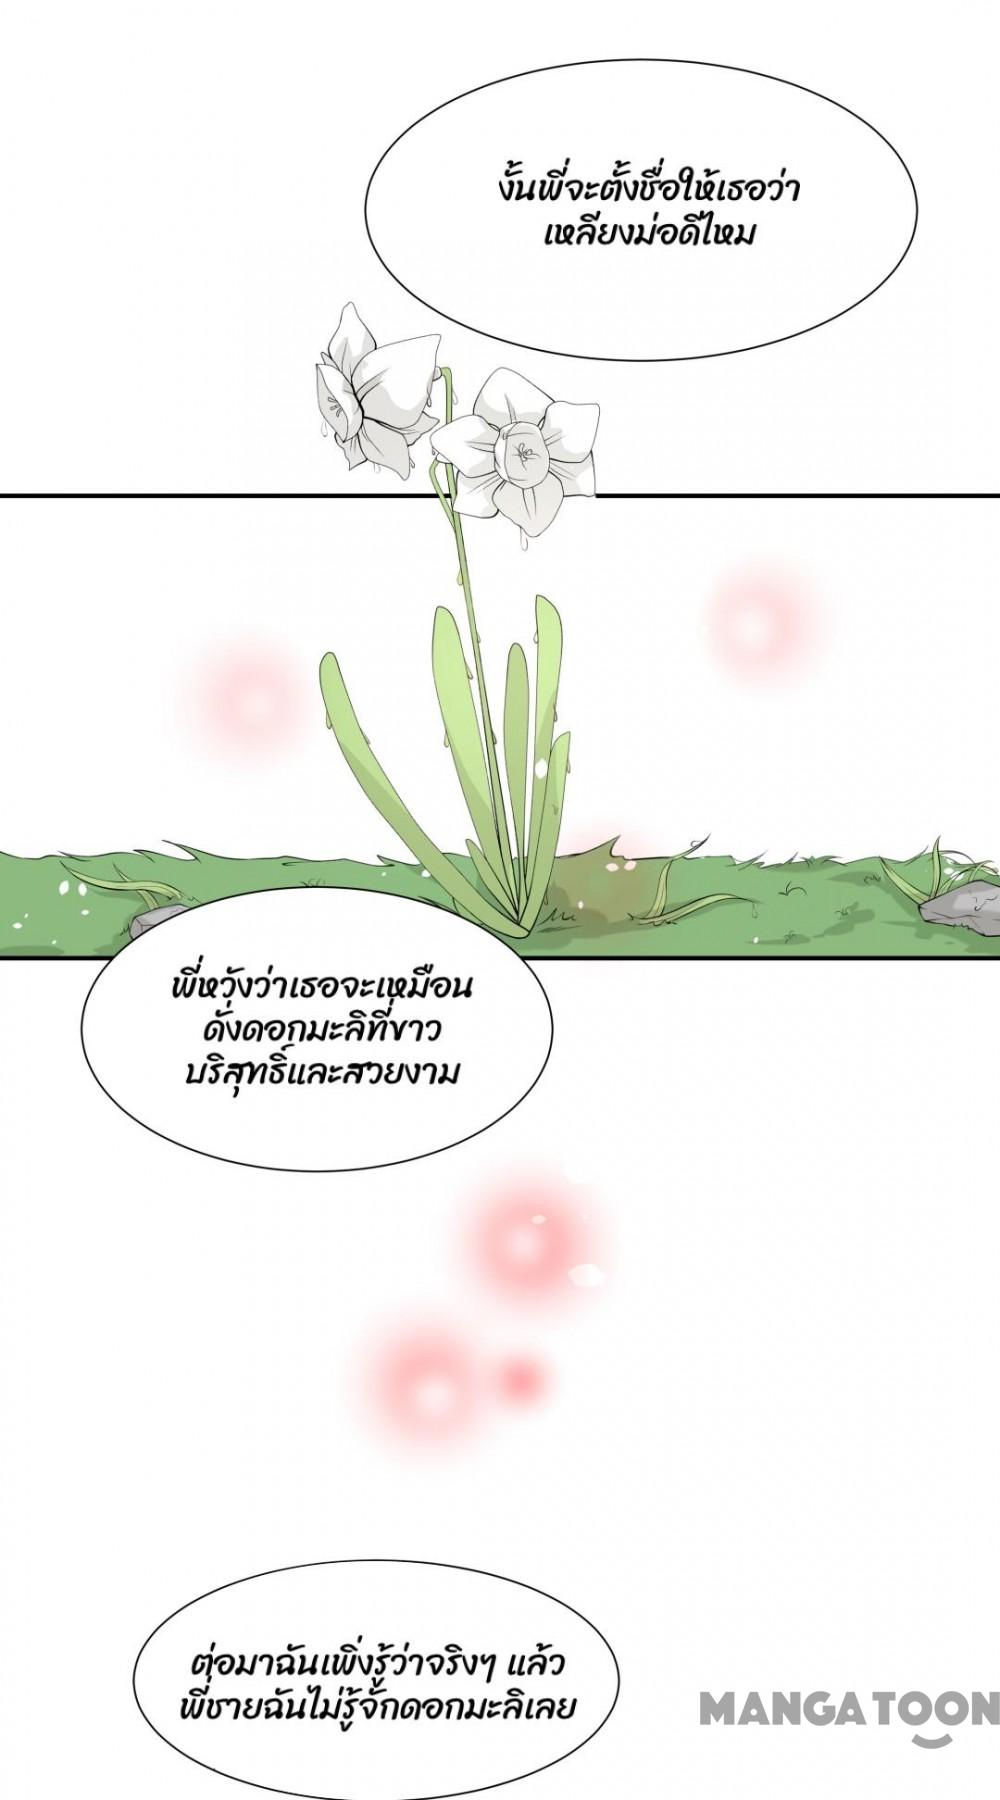 งั้นพี่จะตั้งชื่อให้เธอว่า
เหลียงม่อดีไหม
พี่หวังว่าเธอจะเหมือน
ดั่งดอกมะลิที่ขาว
บริสุทธิ์และสวยงาม
ต่อมาฉันเพิ่งรู้ว่าจริงๆ แล้ว
พี่ชายฉันไม่รู้จักดอกมะลิเลย
MANGATOON